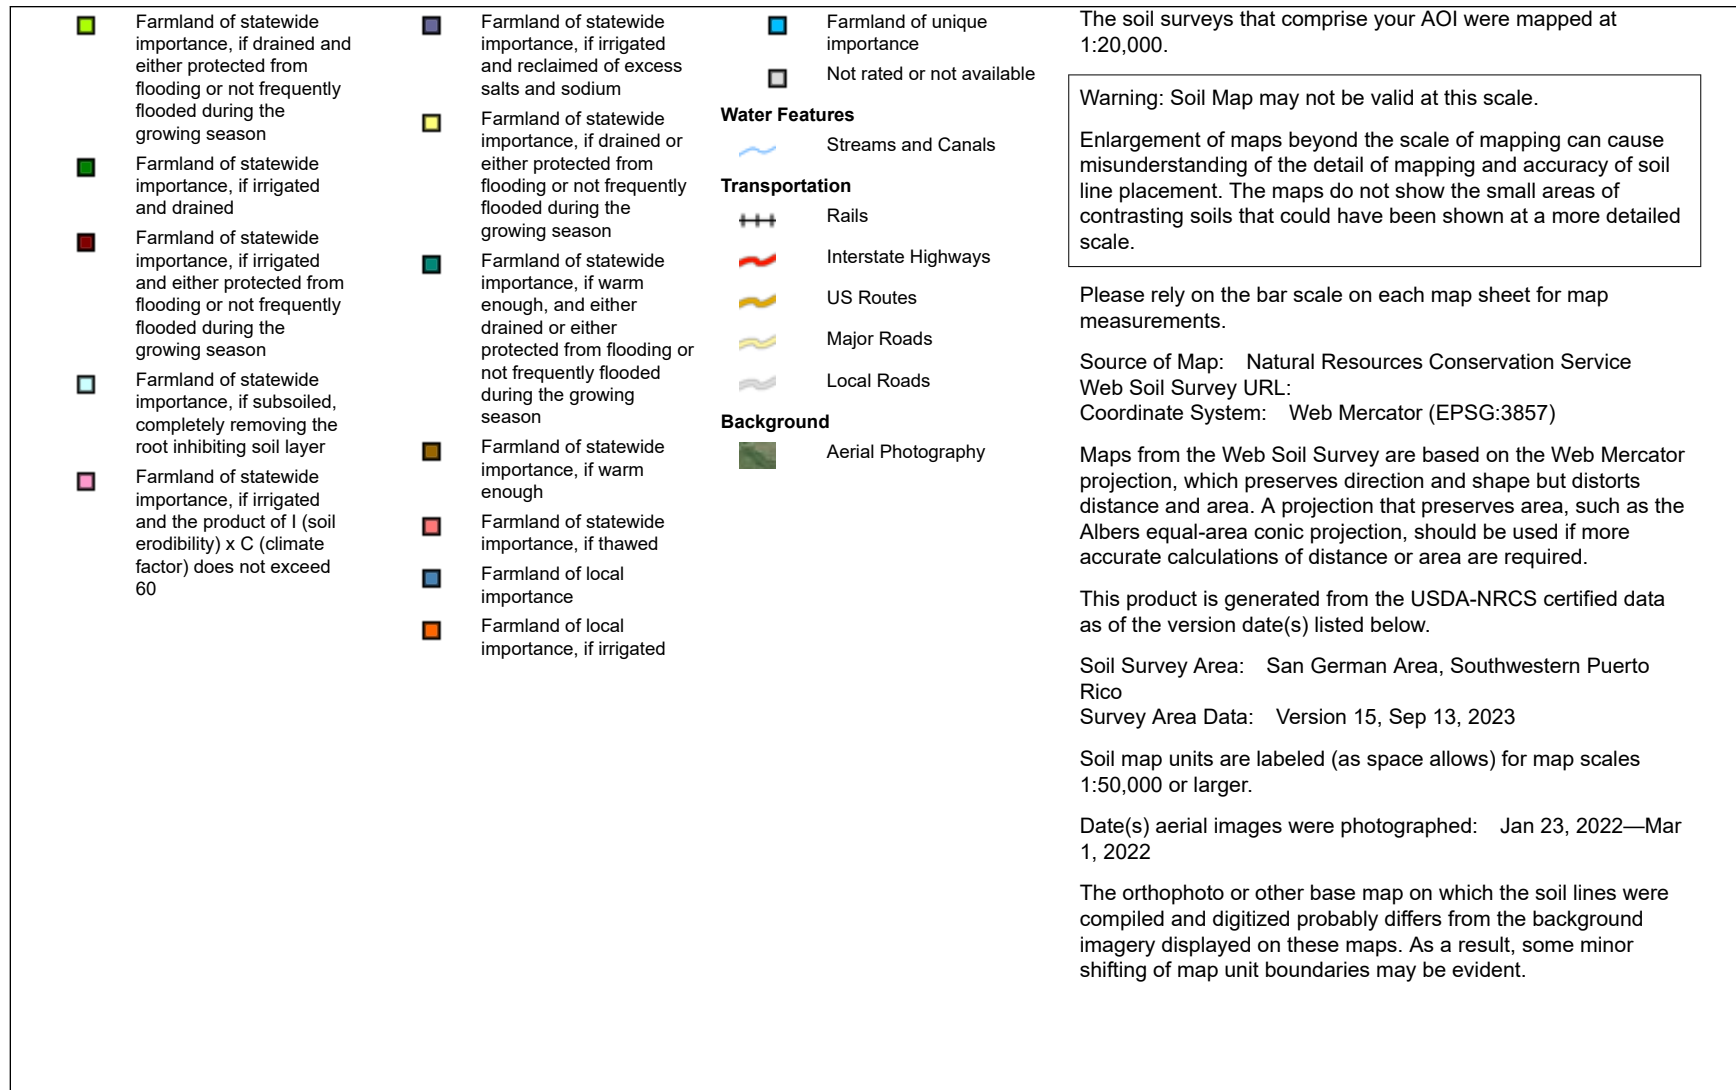 Farmland of statewide
importance, if drained and
either protected from
flooding or not frequently
flooded during the
growing season
Farmland of statewide
importance, if irrigated
and drained
Farmland of statewide
importance, if irrigated
and either protected from
flooding or not frequently
flooded during the
growing season
Farmland of statewide
importance, if subsoiled,
completely removing the
root inhibiting soil layer
Farmland of statewide
importance, if irrigated
and the product of I (soil
erodibility) x C (climate
factor) does not exceed
60
Farmland of statewide
importance, if irrigated
and reclaimed of excess
salts and sodium
Farmland of statewide
importance, if drained or
either protected from
flooding or not frequently
flooded during the
growing season
Farmland of statewide
importance, if warm
enough, and either
drained or either
protected from flooding or
not frequently flooded
during the growing
season
Farmland of statewide
importance, if warm
enough
Farmland of statewide
importance, if thawed
Farmland of local
importance
Farmland of local
importance, if irrigated
Farmland of unique
importance
Not rated or not available
Water Features
Streams and Canals
Transportation
Rails
Interstate Highways
US Routes
Major Roads
Local Roads
Background
Aerial Photography
The soil surveys that comprise your AOI were mapped at
1:20,000.
Warning: Soil Map may not be valid at this scale.
Enlargement of maps beyond the scale of mapping can cause
misunderstanding of the detail of mapping and accuracy of soil
line placement. The maps do not show the small areas of
contrasting soils that could have been shown at a more detailed
scale.
Please rely on the bar scale on each map sheet for map
measurements.
Source of Map: Natural Resources Conservation Service
Web Soil Survey URL:
Coordinate System: Web Mercator (EPSG:3857)
Maps from the Web Soil Survey are based on the Web Mercator
projection, which preserves direction and shape but distorts
distance and area. A projection that preserves area, such as the
Albers equal-area conic projection, should be used if more
accurate calculations of distance or area are required.
This product is generated from the USDA-NRCS certified data
as of the version date(s) listed below.
Soil Survey Area: San German Area, Southwestern Puerto
Rico
Survey Area Data: Version 15, Sep 13, 2023
Soil map units are labeled (as space allows) for map scales
1:50,000 or larger.
Date(s) aerial images were photographed: Jan 23, 2022—Mar
1, 2022
The orthophoto or other base map on which the soil lines were
compiled and digitized probably differs from the background
imagery displayed on these maps. As a result, some minor
shifting of map unit boundaries may be evident.